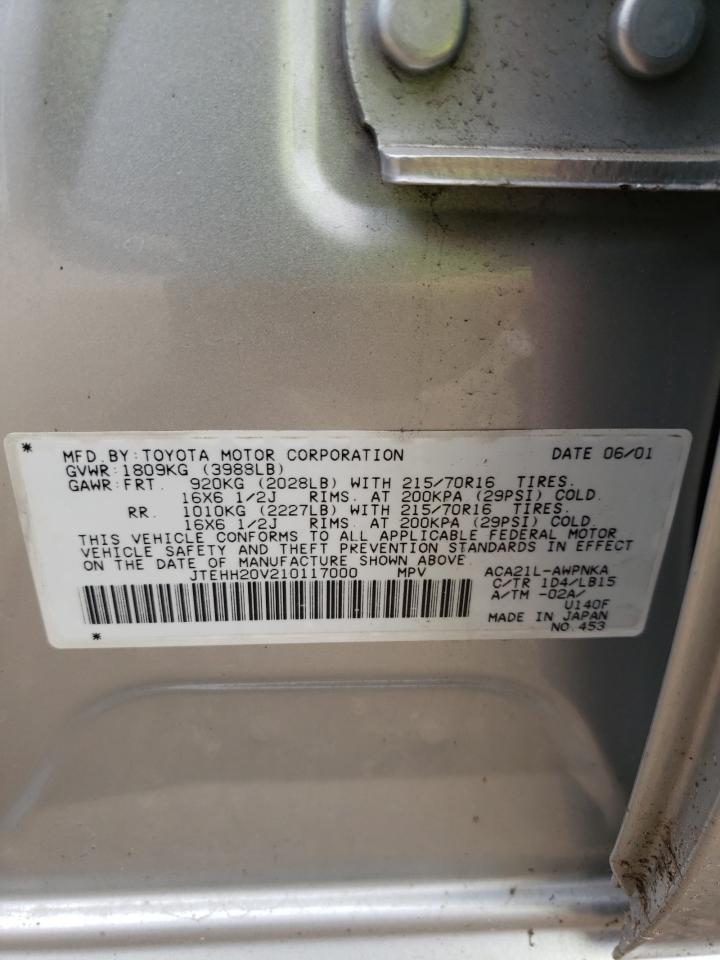 * MFD.BY:TOYOTA MOTOR CORPORATION DATE 06/01
GVWR:1809KG (3988LB)
GAWR:FRT. 920KG (2028LB) WITH 215/70R16 TIRES.
16X6 1/2J RIMS. AT 200KPA (29PSI) COLD.
RR. 1010KG (2227LB) WITH 215/70R16 TIRES.
16X6 1/2J RIMS. AT 200KPA (29PSI) COLD.
THIS VEHICLE CONFORMS TO ALL APPLICABLE FEDERAL MOTOR
VEHICLE SAFETY AND THEFT PREVENTION STANDARDS IN EFFECT
ON THE DATE OF MANUFACTURE SHOWN ABOVE.
JTEHH20V210117000 MPV ACA21L-AWPNKA
C/TR 1D4/LB15
A/TM -02A/
U140F
MADE IN JAPAN
* NO.453